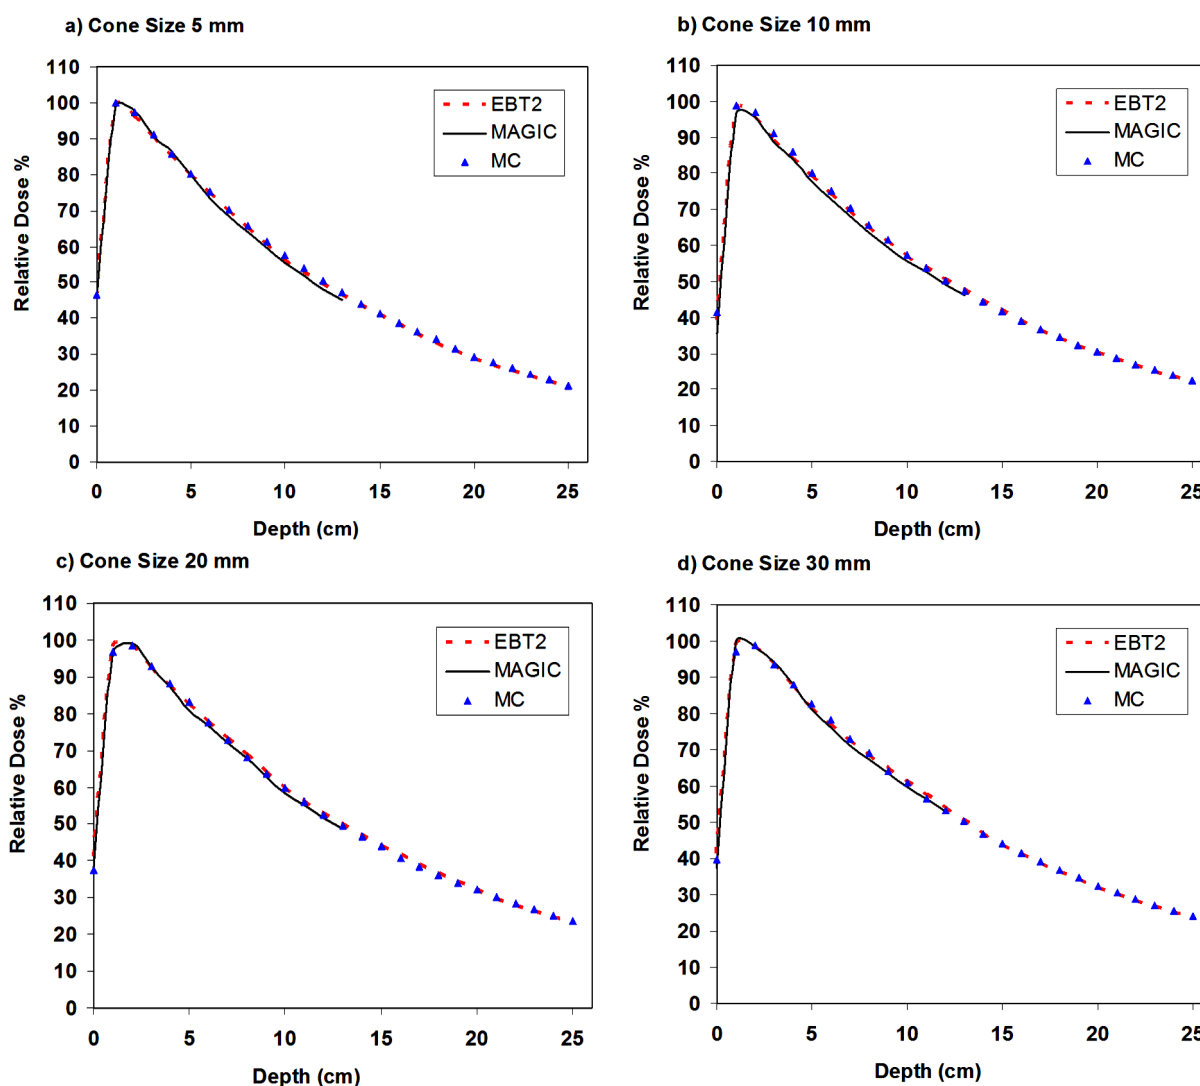 a) Cone Size 5 mm
110
100
90
80
70
60
50
40
30
20
10
0
Relative Dose %
EBT2
MAGIC
MC
0 5 10 15 20 25
Depth (cm)
b) Cone Size 10 mm
110
100
90
80
70
60
50
40
30
20
10
0
Relative Dose %
EBT2
MAGIC
MC
0 5 10 15 20 25
Depth (cm)
c) Cone Size 20 mm
110
100
90
80
70
60
50
40
30
20
10
0
Relative Dose %
EBT2
MAGIC
MC
0 5 10 15 20 25
Depth (cm)
d) Cone Size 30 mm
110
100
90
80
70
60
50
40
30
20
10
0
Relative Dose %
EBT2
MAGIC
MC
0 5 10 15 20 25
Depth (cm)